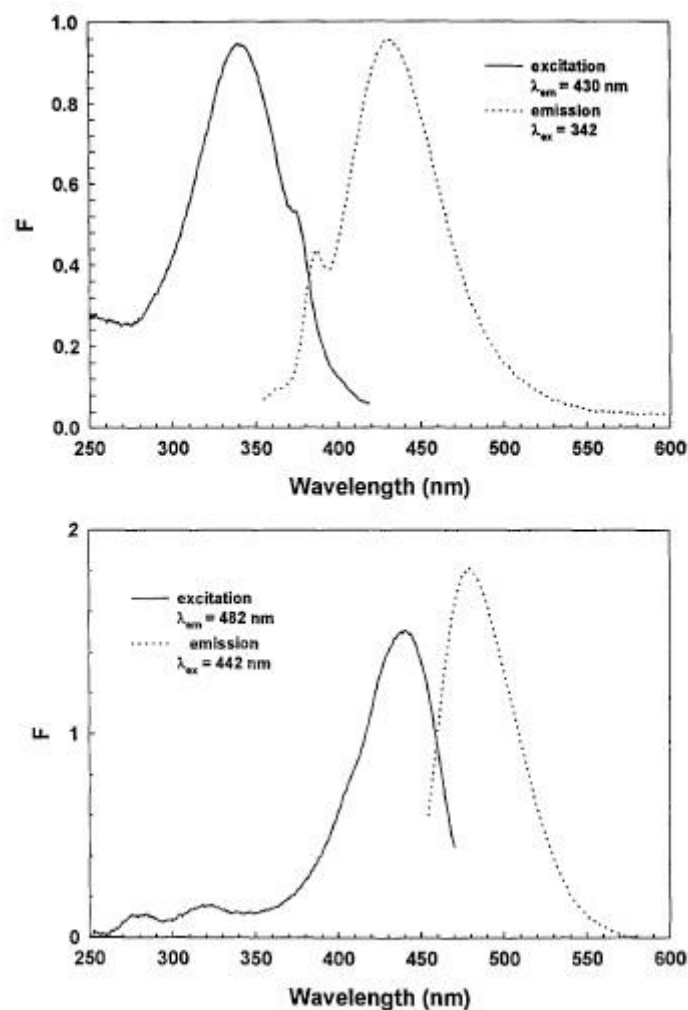 1.0
0.8
0.6
0.4
0.2
0.0
F
excitation
λem = 430 nm
emission
λex = 342
250 300 350 400 450 500 550 600
Wavelength (nm)
2
1
0
F
excitation
λem = 482 nm
emission
λex = 442 nm
250 300 350 400 450 500 550 600
Wavelength (nm)